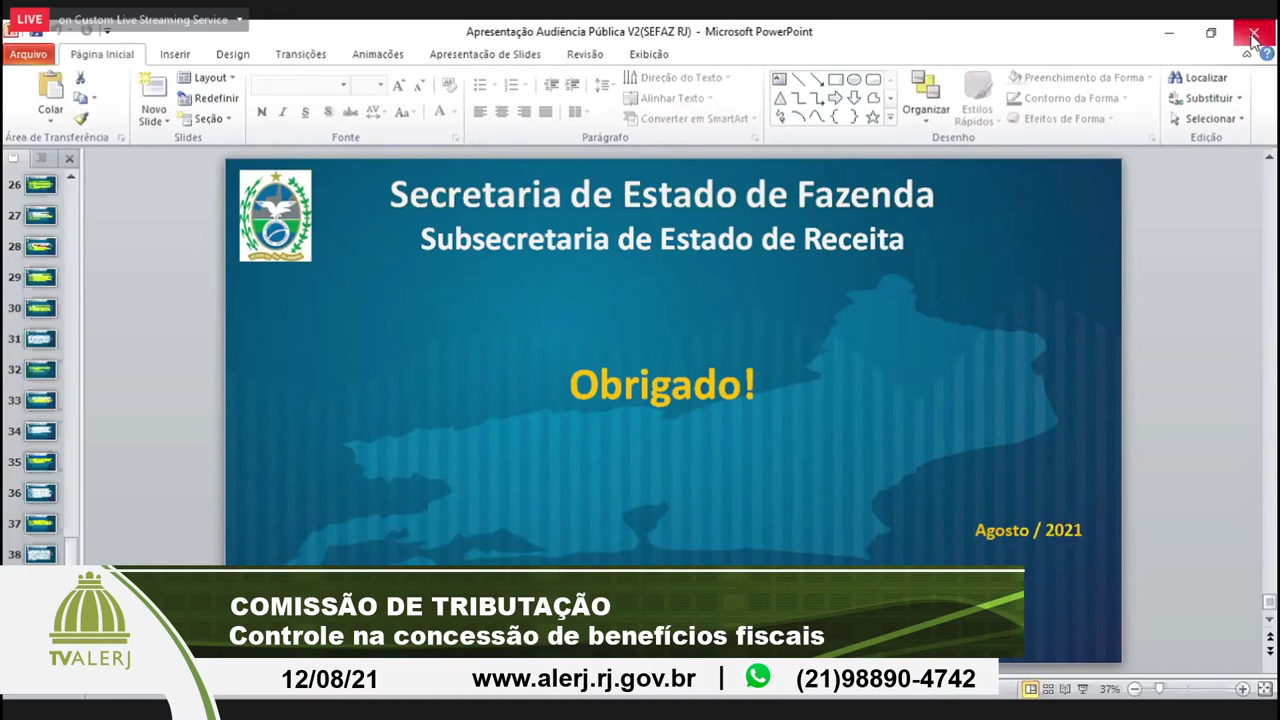 LIVE on Custom Live Streaming Service
Apresentação Audiência Pública V2(SEFAZ RJ) - Microsoft PowerPoint
Arquivo Página Inicial Inserir Design Transições Animações Apresentação de Slides Revisão Exibição
Colar
Área de Transferência
Novo Slide
Layout
Redefinir
Seção
Slides
N I S S abe AV Aa A A A
Fonte
Direção do Texto
Alinhar Texto
Converter em SmartArt
Parágrafo
Organizar
Estilos Rápidos
Preenchimento da Forma
Contorno da Forma
Efeitos de Forma
Desenho
Localizar
Substituir
Selecionar
Edição
26
27
28
29
30
31
32
33
34
35
36
37
38
Secretaria de Estado de Fazenda
Subsecretaria de Estado de Receita
Obrigado!
Agosto / 2021
COMISSÃO DE TRIBUTAÇÃO
Controle na concessão de benefícios fiscais
TVALERJ
12/08/21 www.alerj.rj.gov.br | (21)98890-4742
37%